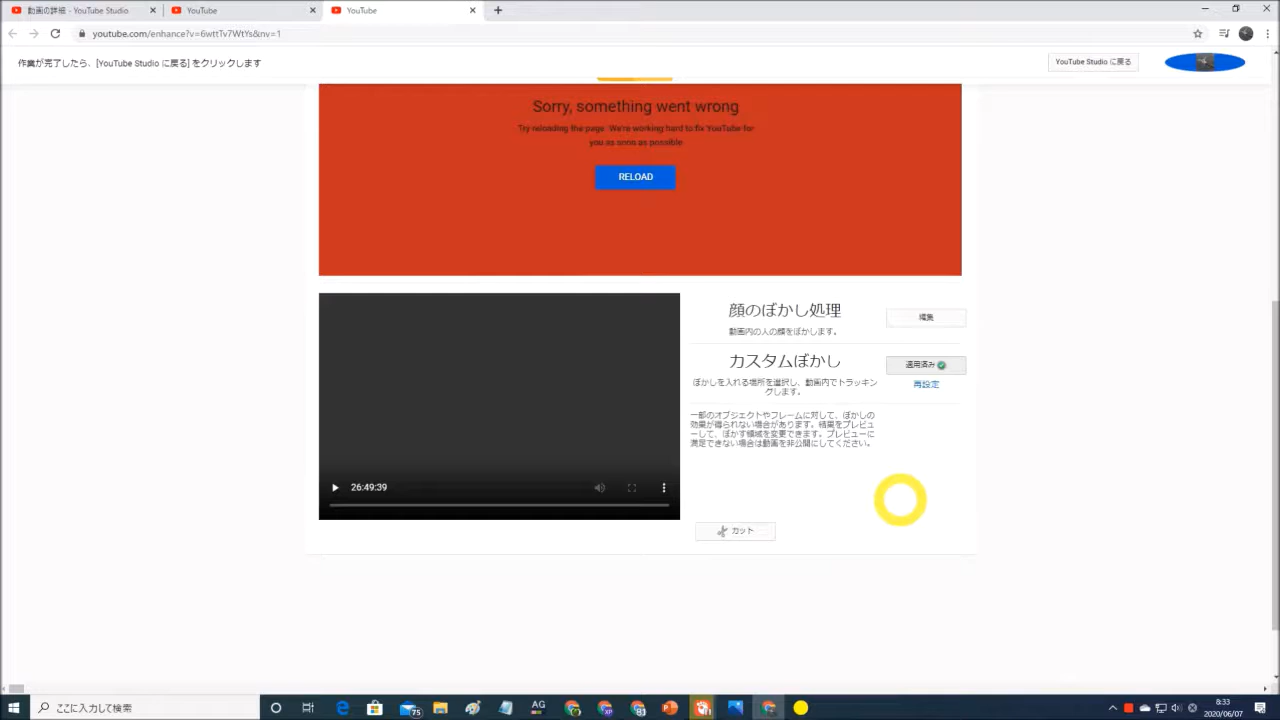 動画の詳細 - YouTube Studio
YouTube
YouTube
youtube.com/enhance?v=6wttTv7WtYs&nv=1
作業が完了したら、[YouTube Studio に戻る] をクリックします
YouTube Studio に戻る
Sorry, something went wrong
Try reloading the page. We're working hard to fix YouTube for
you as soon as possible
RELOAD
顔のぼかし処理
動画内の人の顔をぼかします。
編集
カスタムぼかし
ぼかしを入れる場所を選択し、動画内でトラッキン
グします。
適用済み
再設定
一部のオブジェクトやフレームに対して、ぼかしの
効果が得られない場合があります。結果をプレビュ
ーして、ぼかす領域を変更できます。プレビューに
満足できない場合は動画を非公開にしてください。
26:49:39
カット
ここに入力して検索
75
AG
8:33
2020/06/07